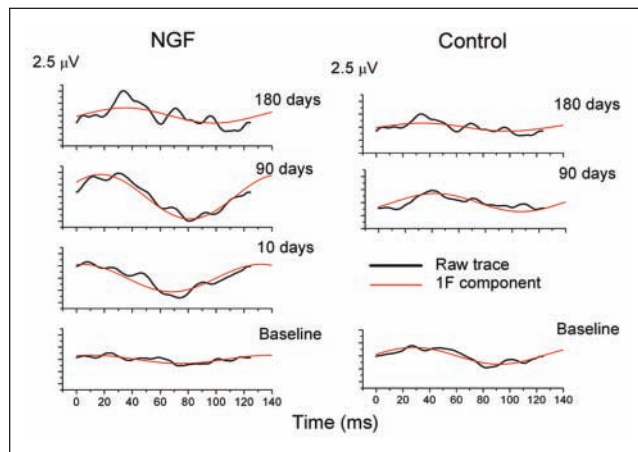 NGF
Control
2.5 μV
2.5 μV
180 days
180 days
90 days
90 days
10 days
Raw trace
1F component
Baseline
Baseline
0 20 40 60 80 100 120 140
0 20 40 60 80 100 120 140
Time (ms)